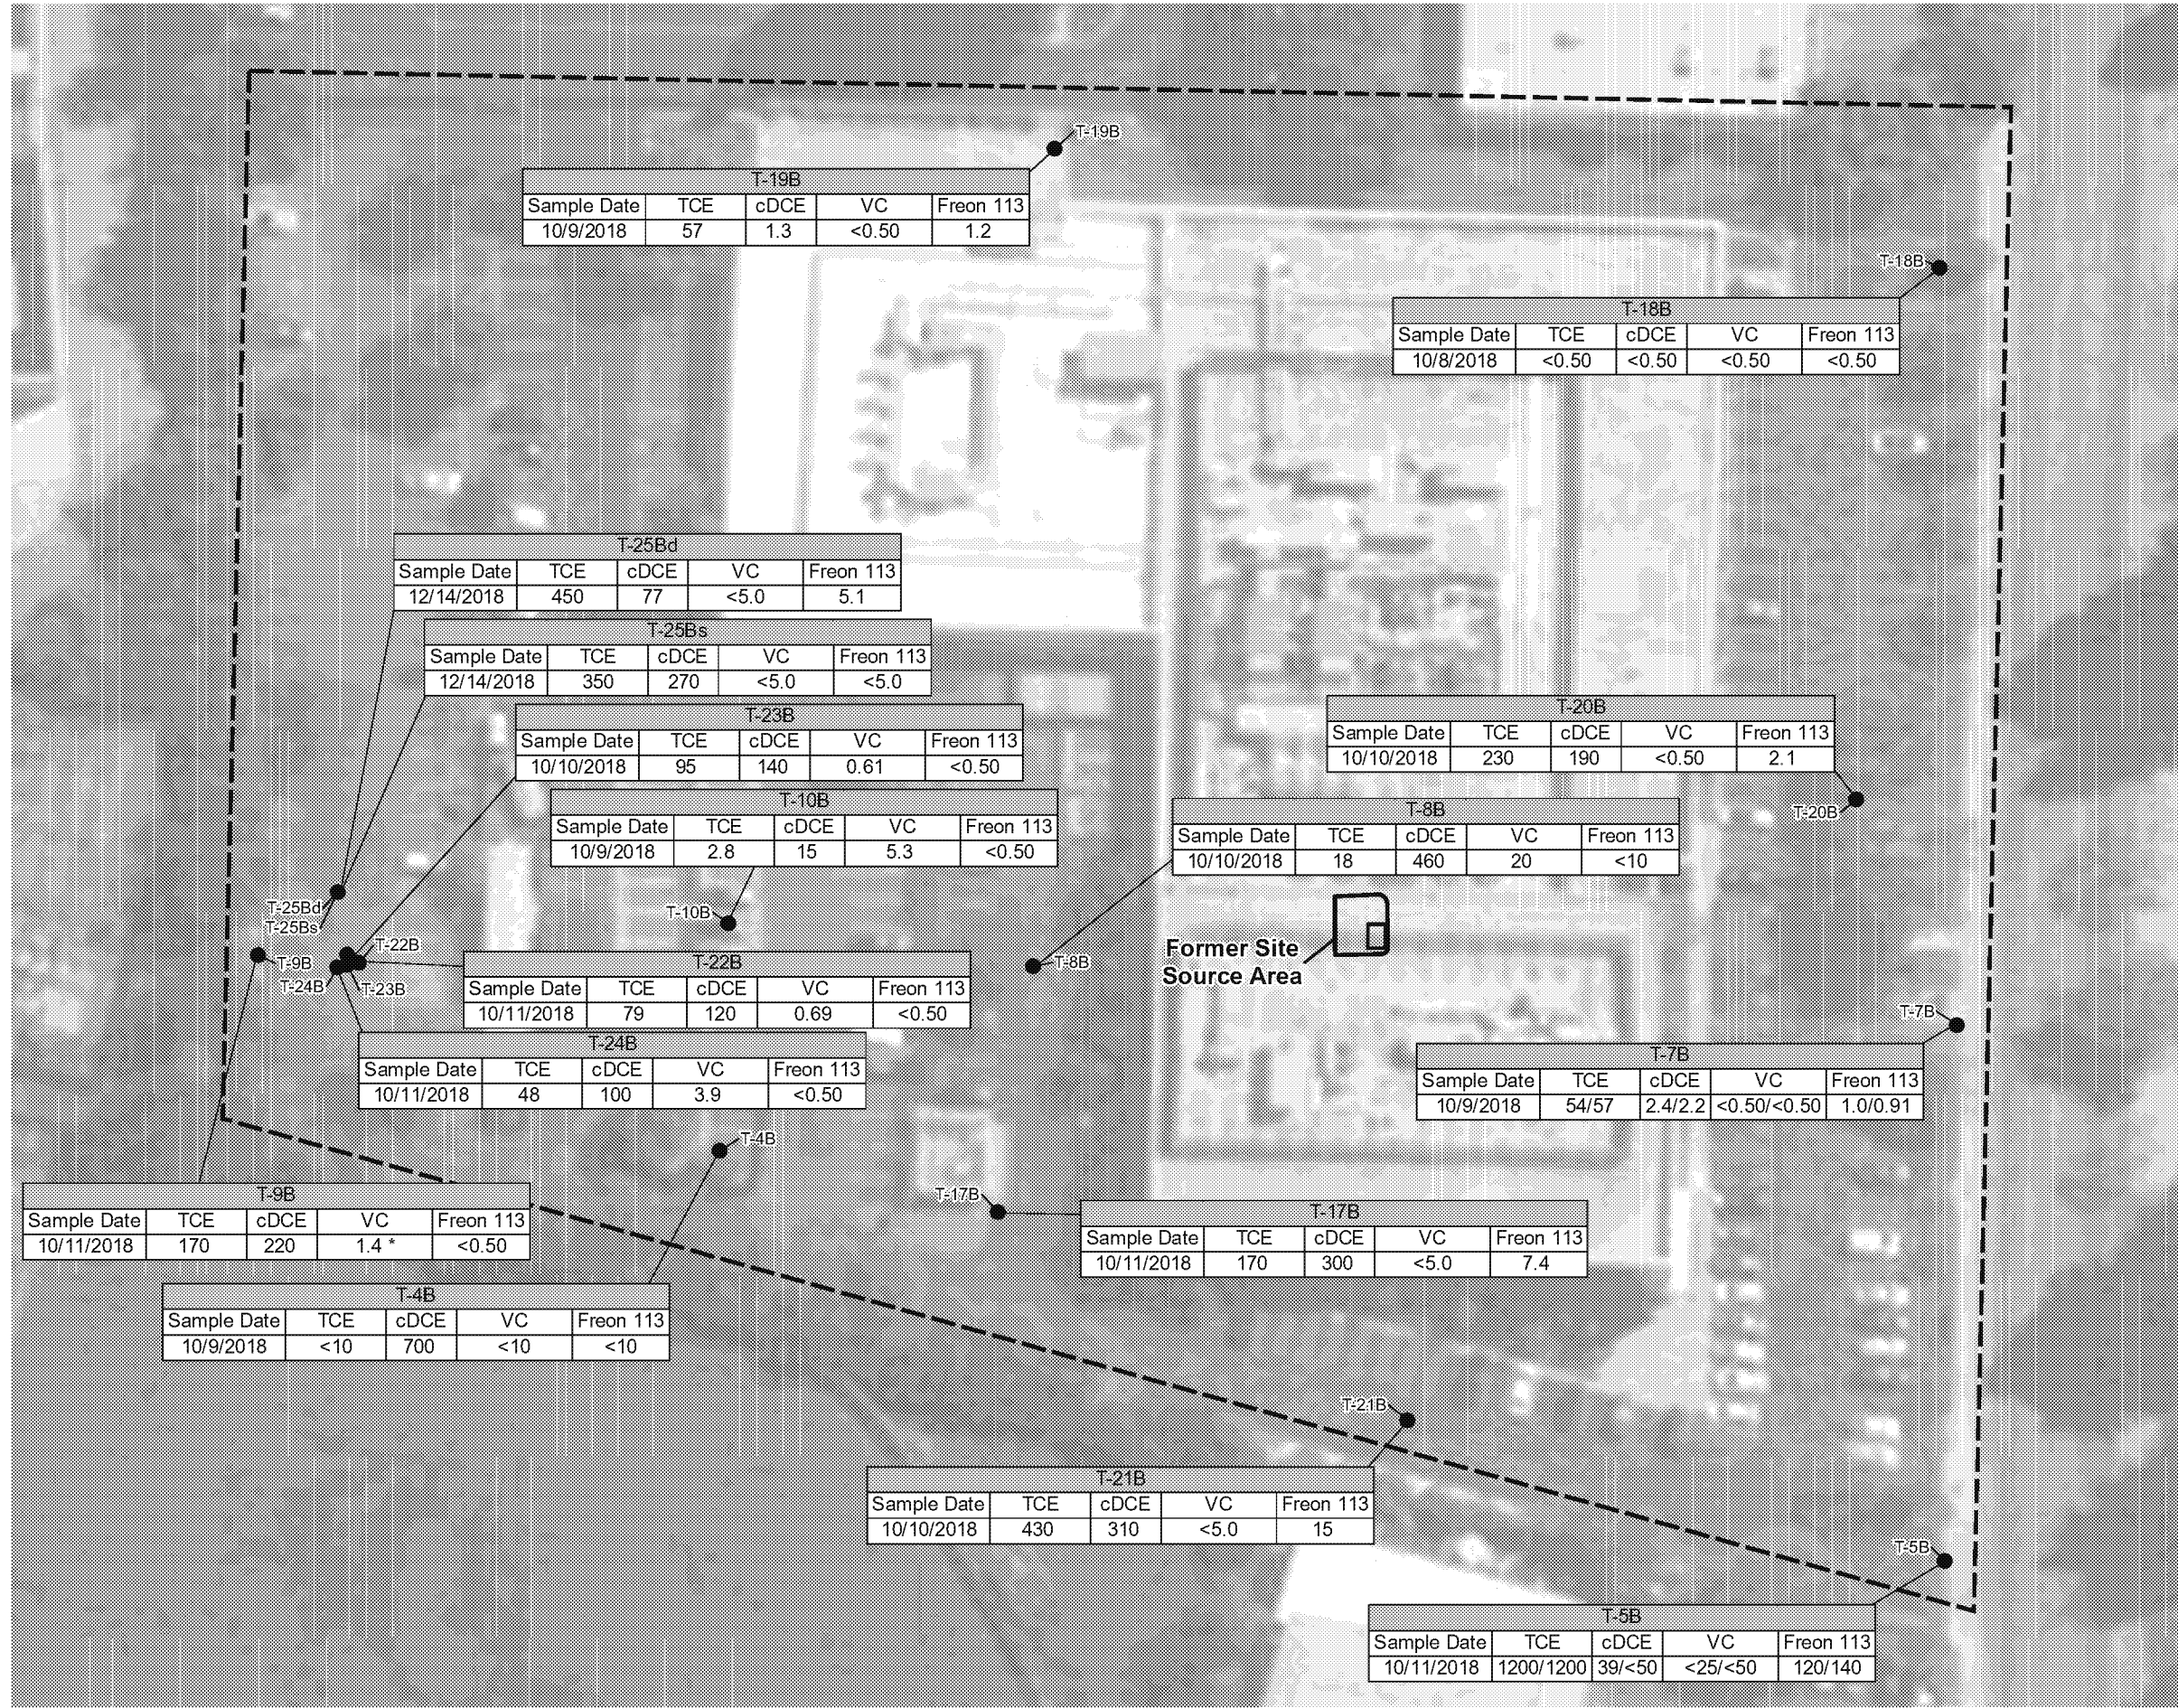 T-19B
T-19B
Sample Date TCE cDCE VC Freon 113
10/9/2018 57 1.3 <0.50 1.2
T-18B
T-18B
Sample Date TCE cDCE VC Freon 113
10/8/2018 <0.50 <0.50 <0.50 <0.50
T-25Bd
Sample Date TCE cDCE VC Freon 113
12/14/2018 450 77 <5.0 5.1
T-25Bs
Sample Date TCE cDCE VC Freon 113
12/14/2018 350 270 <5.0 <5.0
T-23B
Sample Date TCE cDCE VC Freon 113
10/10/2018 95 140 0.61 <0.50
T-20B
Sample Date TCE cDCE VC Freon 113
10/10/2018 230 190 <0.50 2.1
T-20B
T-10B
Sample Date TCE cDCE VC Freon 113
10/9/2018 2.8 15 5.3 <0.50
T-8B
Sample Date TCE cDCE VC Freon 113
10/10/2018 18 460 20 <10
T-25Bd
T-25Bs
T-10B
T-22B
T-9B
T-24B
T-23B
T-8B
Former Site
Source Area
T-22B
Sample Date TCE cDCE VC Freon 113
10/11/2018 79 120 0.69 <0.50
T-7B
T-24B
Sample Date TCE cDCE VC Freon 113
10/11/2018 48 100 3.9 <0.50
T-7B
Sample Date TCE cDCE VC Freon 113
10/9/2018 54/57 2.4/2.2 <0.50/<0.50 1.0/0.91
T-4B
T-9B
Sample Date TCE cDCE VC Freon 113
10/11/2018 170 220 1.4 * <0.50
T-17B
T-17B
Sample Date TCE cDCE VC Freon 113
10/11/2018 170 300 <5.0 7.4
T-4B
Sample Date TCE cDCE VC Freon 113
10/9/2018 <10 700 <10 <10
T-21B
T-21B
Sample Date TCE cDCE VC Freon 113
10/10/2018 430 310 <5.0 15
T-5B
T-5B
Sample Date TCE cDCE VC Freon 113
10/11/2018 1200/1200 39/<50 <25/<50 120/140